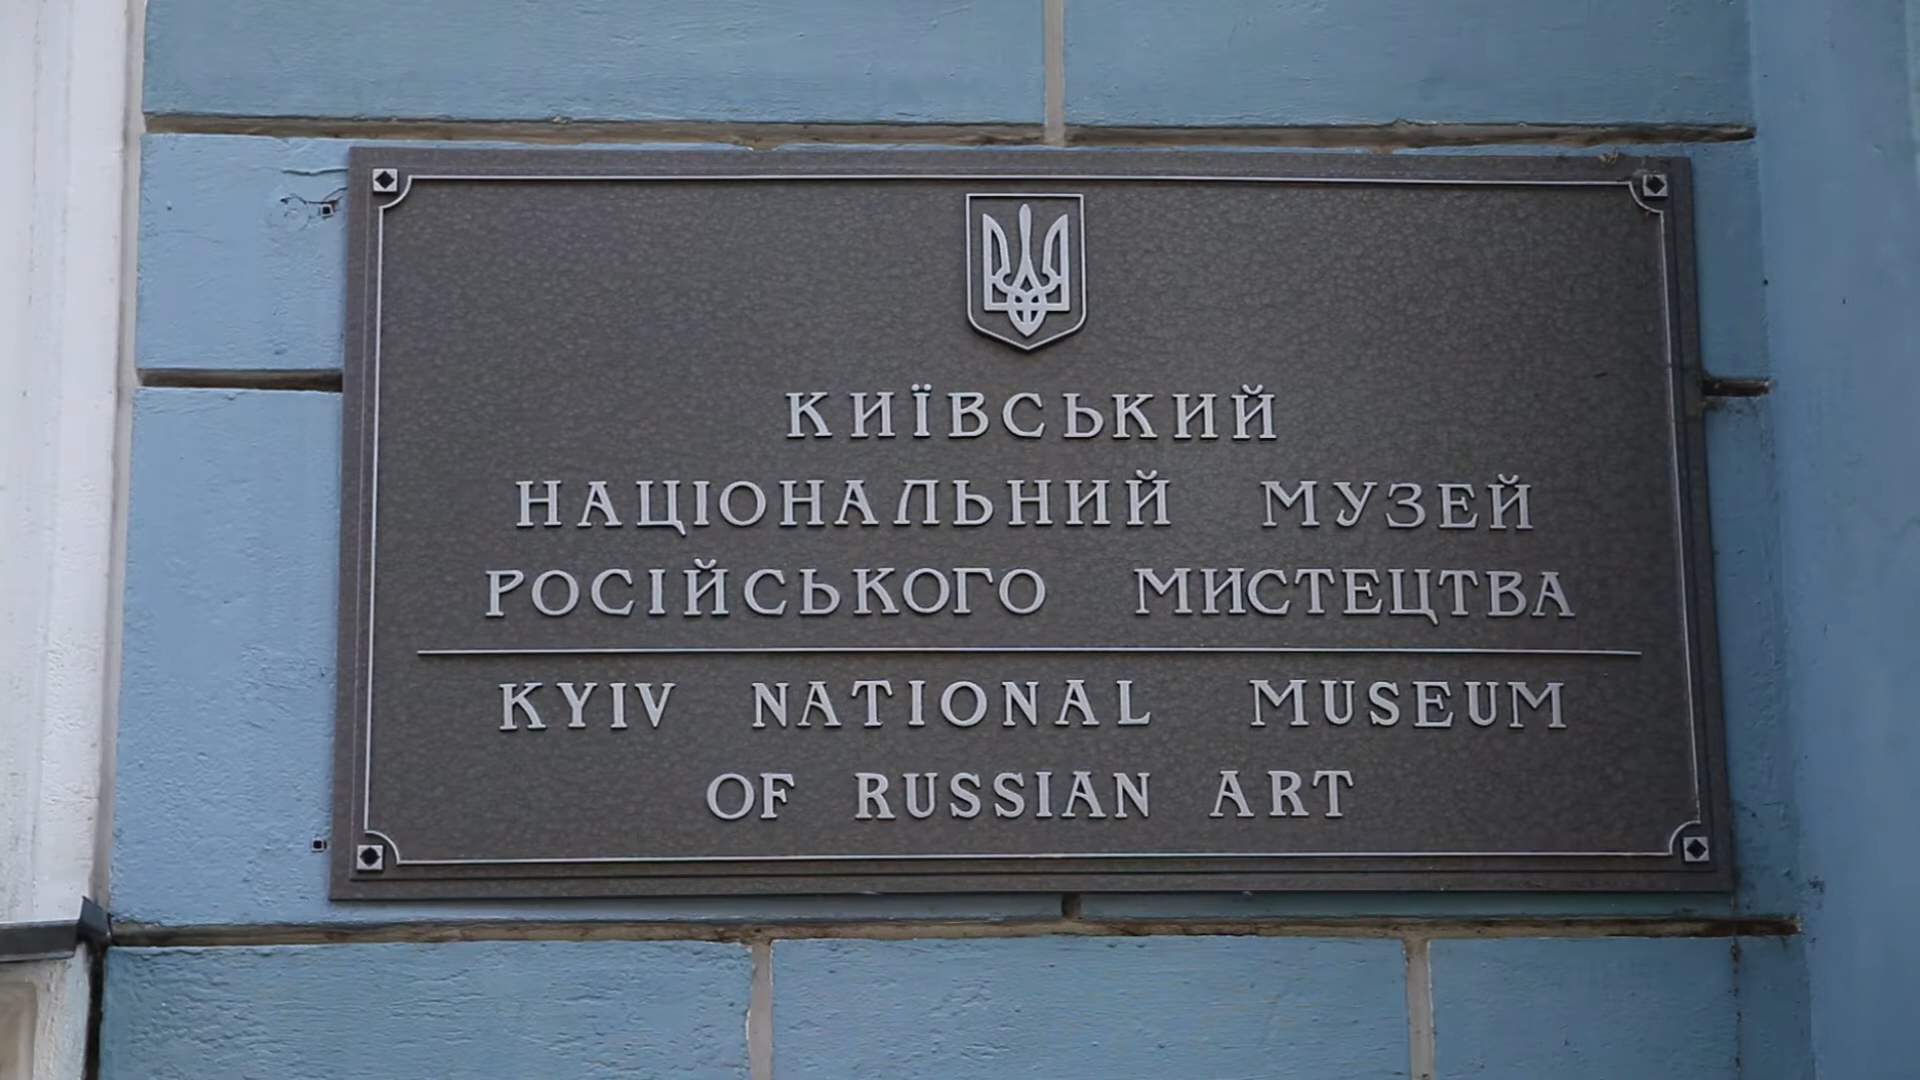 КИЇВСЬКИЙ
НАЦІОНАЛЬНИЙ МУЗЕЙ
РОСІЙСЬКОГО МИСТЕЦТВА
KYIV NATIONAL MUSEUM
OF RUSSIAN ART